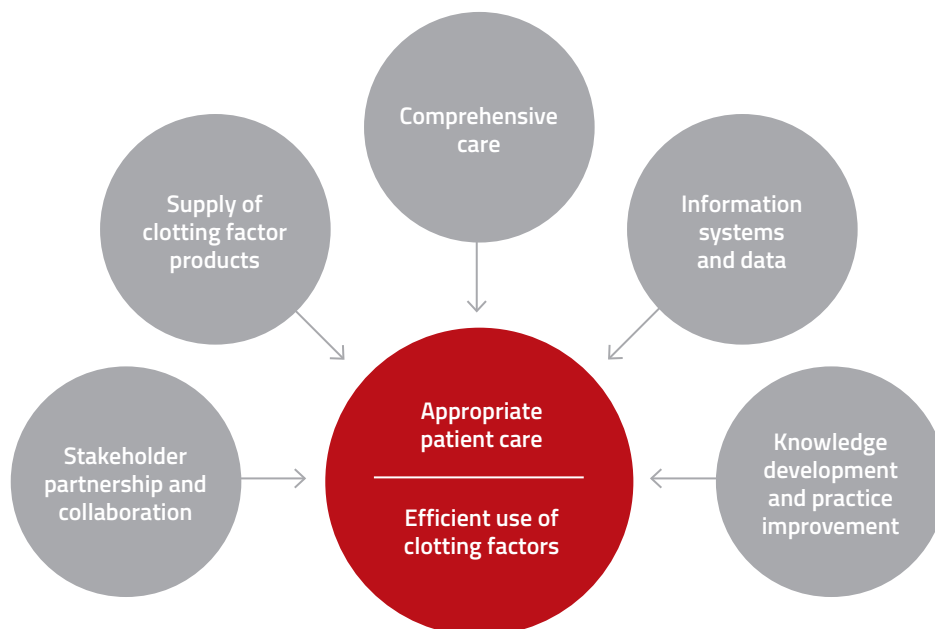 Comprehensive
care
Supply of
clotting factor
products
Information
systems
and data
Stakeholder
partnership and
collaboration
Appropriate
patient care
Efficient use of
clotting factors
Knowledge
development
and practice
improvement